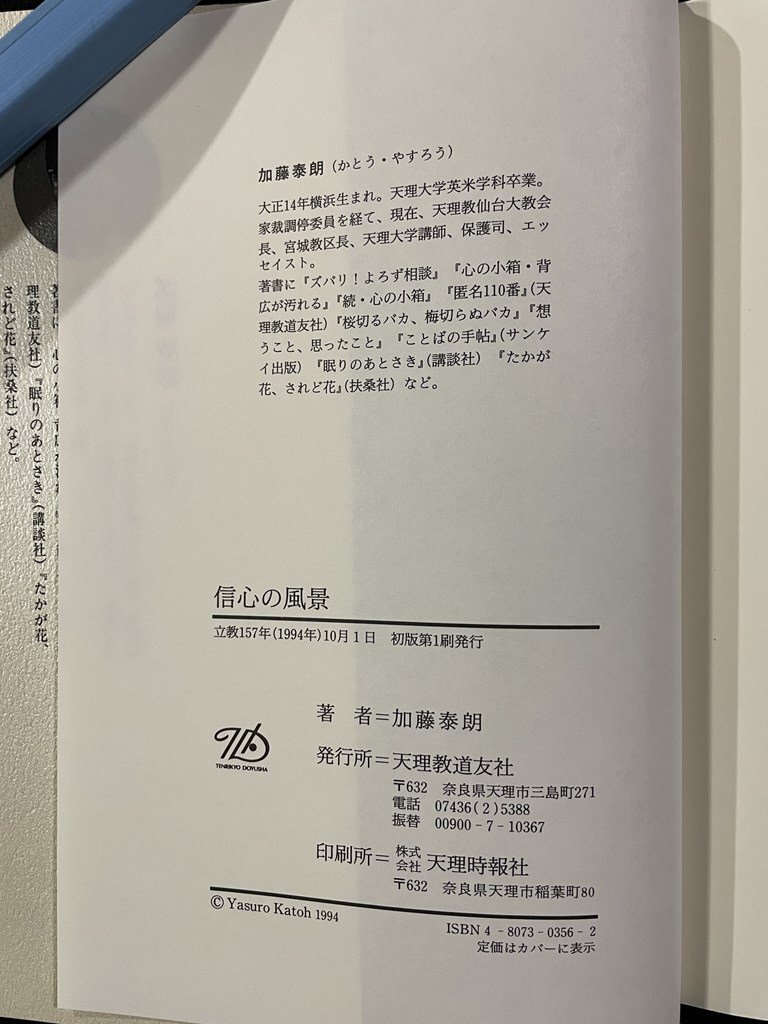 加藤泰朗（かとう・やすろう）
大正14年横浜生まれ。天理大学英米学科卒業。
家裁調停委員を経て、現在、天理教仙台大教会
長、宮城教区長、天理大学講師、保護司、エッ
セイスト。
著書に『ズバリ！よろず相談』『心の小箱・背
広が汚れる』『続・心の小箱』『匿名110番』（天
理教道友社）『桜切るバカ、梅切らぬバカ』『想
うこと、思ったこと』『ことばの手帖』（サンケ
イ出版）『眠りのあとさき』（講談社）『たかが
花、されど花』（扶桑社）など。
信心の風景
立教157年（1994年）10月1日　初版第1刷発行
著　者＝加藤泰朗
TENRIKYO DOYUSHA
発行所＝天理教道友社
〒632　奈良県天理市三島町271
電話　07436(2)5388
振替　00900-7-10367
印刷所＝株式会社 天理時報社
〒632　奈良県天理市稲葉町80
© Yasuro Katoh 1994
ISBN 4-8073-0356-2
定価はカバーに表示
理教道友社）『眠りのあとさき』（講談社）『たかが花、
されど花』（扶桑社）など。